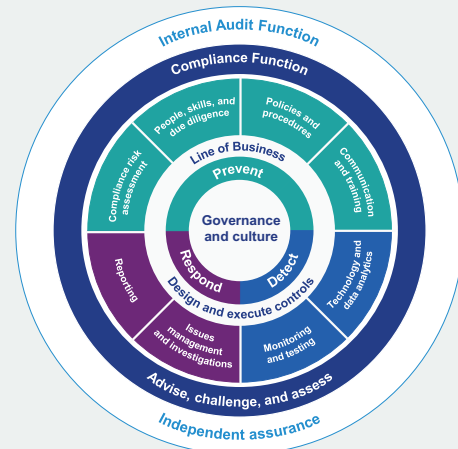 Internal Audit Function
Compliance Function
People, skills, and
due diligence
Policies and
procedures
Compliance risk
assessment
Communication
and training
Line of Business
Prevent
Governance
and culture
Respond
Detect
Design and execute controls
Reporting
Technology and
data analytics
Issues
management
and investigations
Monitoring
and testing
Advise, challenge, and assess
Independent assurance